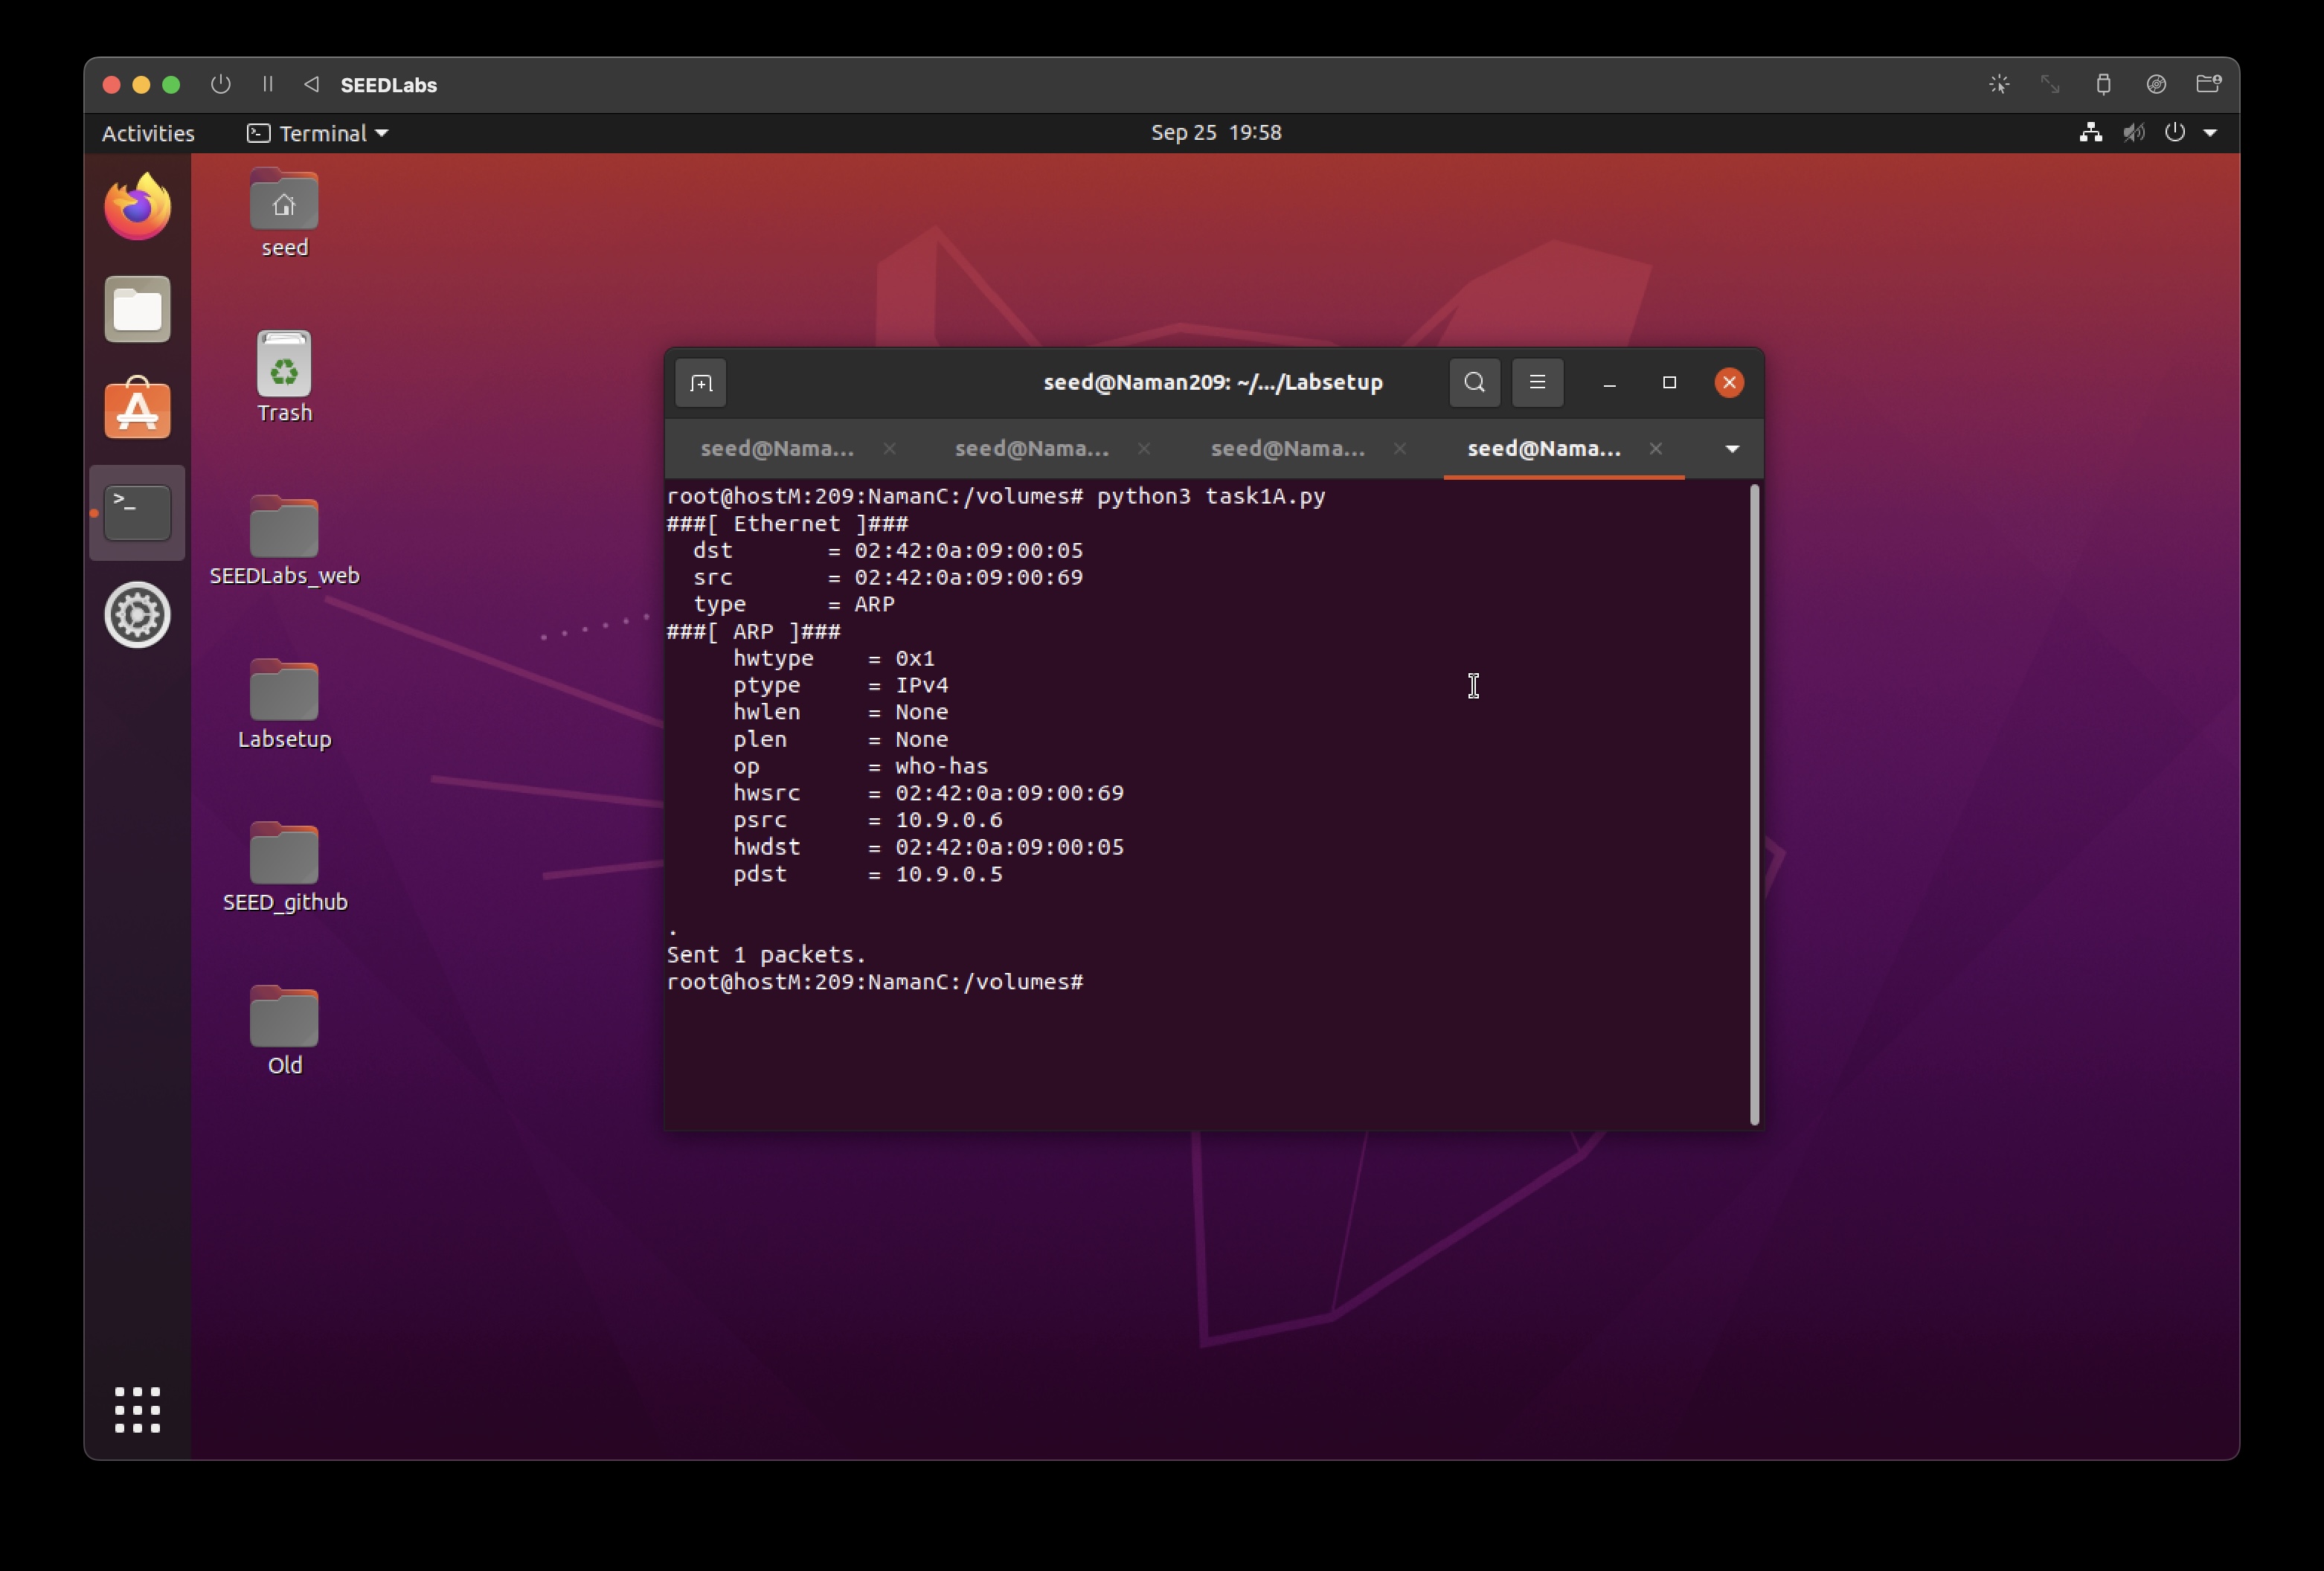 SEEDLabs
Activities
Terminal
Sep 25 19:58
seed
Trash
SEEDLabs_web
Labsetup
SEED_github
Old
seed@Naman209: ~/.../Labsetup
seed@Nama... seed@Nama... seed@Nama... seed@Nama...
root@hostM:209:NamanC:/volumes# python3 task1A.py
###[ Ethernet ]###
  dst       = 02:42:0a:09:00:05
  src       = 02:42:0a:09:00:69
  type      = ARP
###[ ARP ]###
     hwtype    = 0x1
     ptype     = IPv4
     hwlen     = None
     plen      = None
     op        = who-has
     hwsrc     = 02:42:0a:09:00:69
     psrc      = 10.9.0.6
     hwdst     = 02:42:0a:09:00:05
     pdst      = 10.9.0.5
.
Sent 1 packets.
root@hostM:209:NamanC:/volumes#